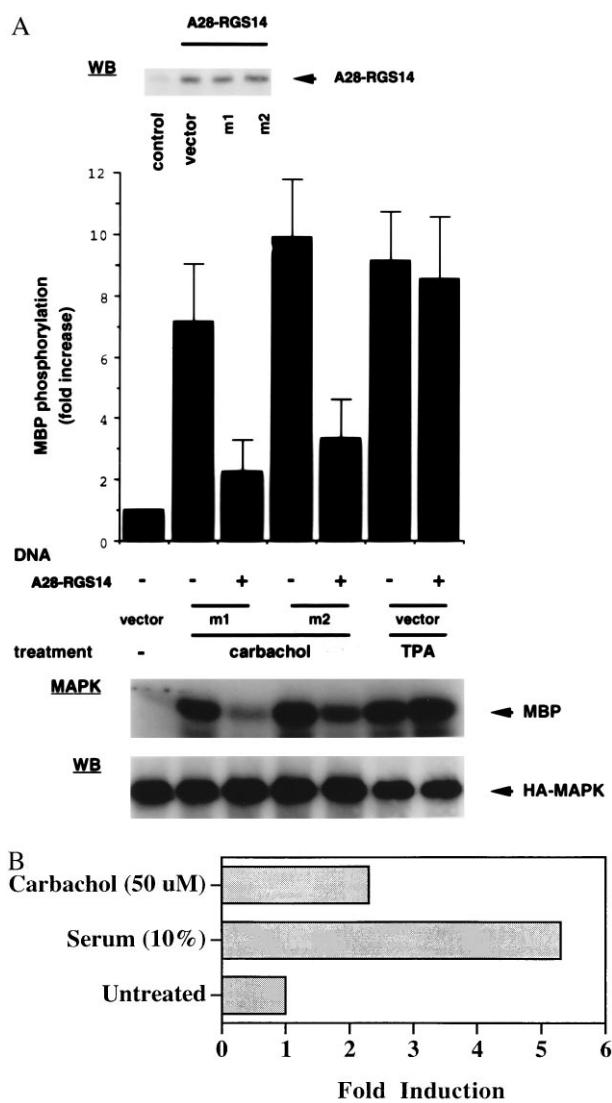 A
A28-RGS14
WB
A28-RGS14
control
vector
m1
m2
MBP phosphorylation
(fold increase)
12
10
8
6
4
2
0
DNA
A28-RGS14 - - + - + - +
vector m1 m2 vector
treatment - carbachol TPA
MAPK
MBP
WB
HA-MAPK
B
Carbachol (50 uM)
Serum (10%)
Untreated
0 1 2 3 4 5 6
Fold Induction